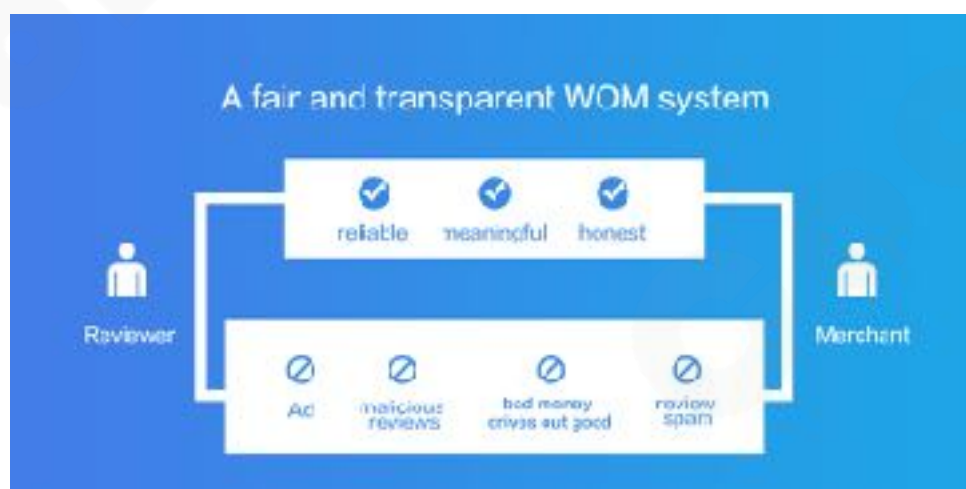 A fair and transparent WOM system
reliable meaningful honest
Reviewer
Merchant
Ad
malicious
reviews
bad money
drives out good
review
spam